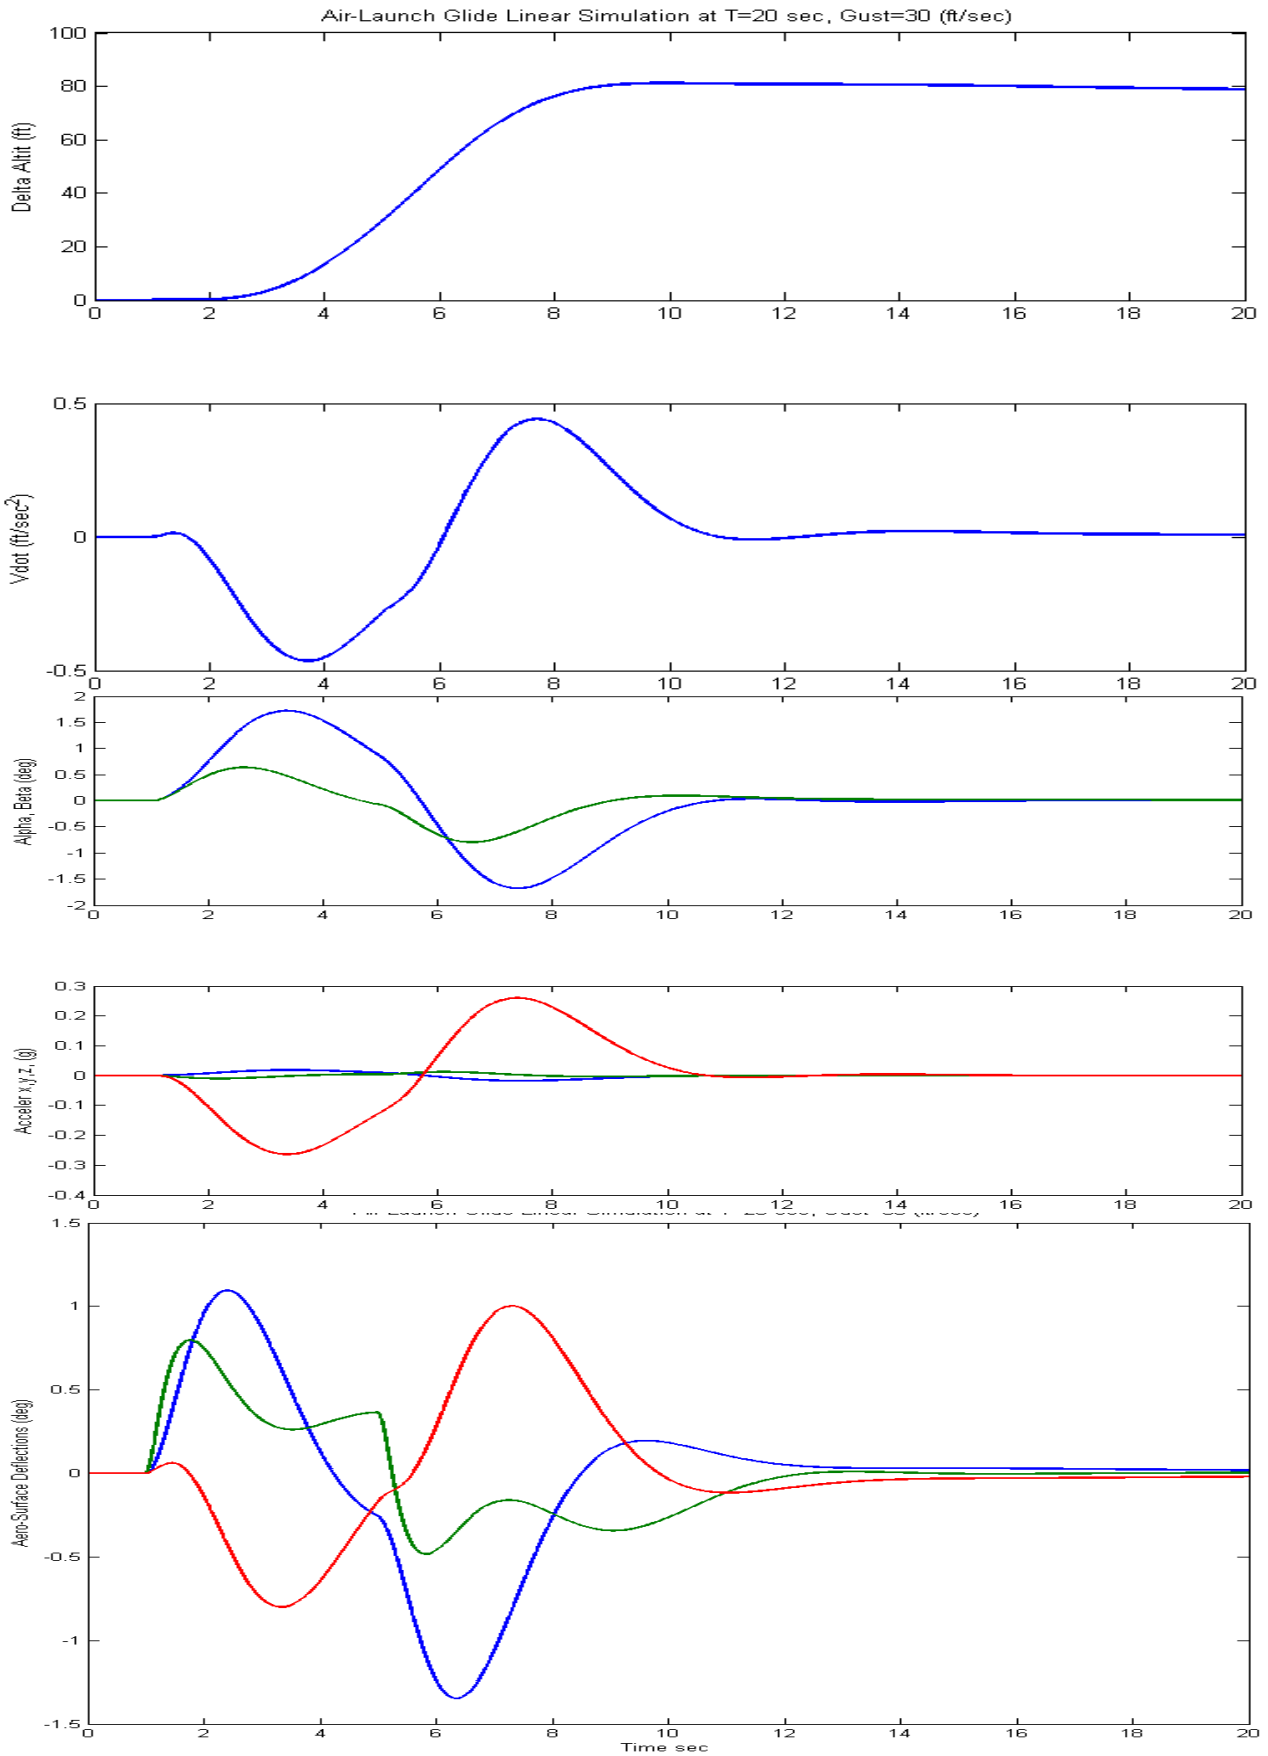 Air-Launch Glide Linear Simulation at T=20 sec, Gust=30 (ft/sec)
100
80
60
40
20
0
Delta Altit (ft)
0 2 4 6 8 10 12 14 16 18 20
0.5
0
-0.5
Vdot (ft/sec²)
0 2 4 6 8 10 12 14 16 18 20
2
1.5
1
0.5
0
-0.5
-1
-1.5
-2
Alpha, Beta (deg)
0 2 4 6 8 10 12 14 16 18 20
0.3
0.2
0.1
0
-0.1
-0.2
-0.3
-0.4
Acceler x,y,z, (g)
0 2 4 6 8 10 12 14 16 18 20
1.5
1
0.5
0
-0.5
-1
-1.5
Aero-Surface Deflections (deg)
0 2 4 6 8 10 12 14 16 18 20
Time sec